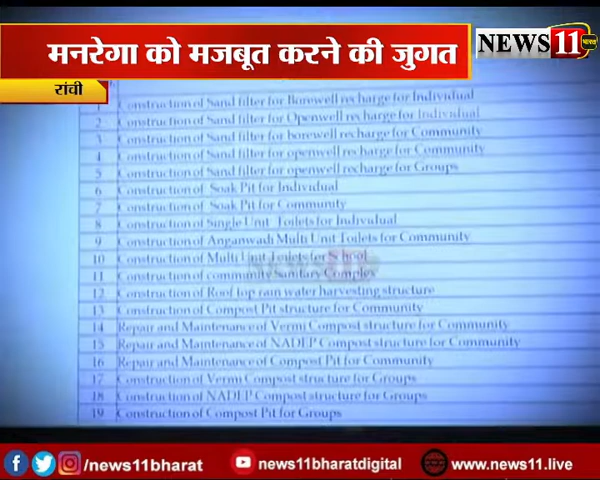 मनरेगा को मजबूत करने की जुगत
NEWS 11 भारत
रांची
1 Construction of Sand filter for Borewell recharge for Individual
2 Construction of Sand filter for Openwell recharge for Individual
3 Construction of Sand filter for borewell recharge for Community
4 Construction of Sand filter for openwell recharge for Community
5 Construction of Sand filter for openwell recharge for Groups
6 Construction of Soak Pit for Individual
7 Construction of Soak Pit for Community
8 Construction of Single Unit Toilets for Individual
9 Construction of Anganwadi Multi Unit Toilets for Community
10 Construction of Multi Unit Toilets for School
11 Construction of community Sanitary Complex
12 Construction of Roof top rain water harvesting structure
13 Construction of Compost Pit structure for Community
14 Repair and Maintenance of Vermi Compost structure for Community
15 Repair and Maintenance of NADEP Compost structure for Community
16 Repair and Maintenance of Compost Pit for Community
17 Construction of Vermi Compost structure for Groups
18 Construction of NADEP Compost structure for Groups
19 Construction of Compost Pit for Groups
/news11bharat /news11bharatdigital www.news11.live